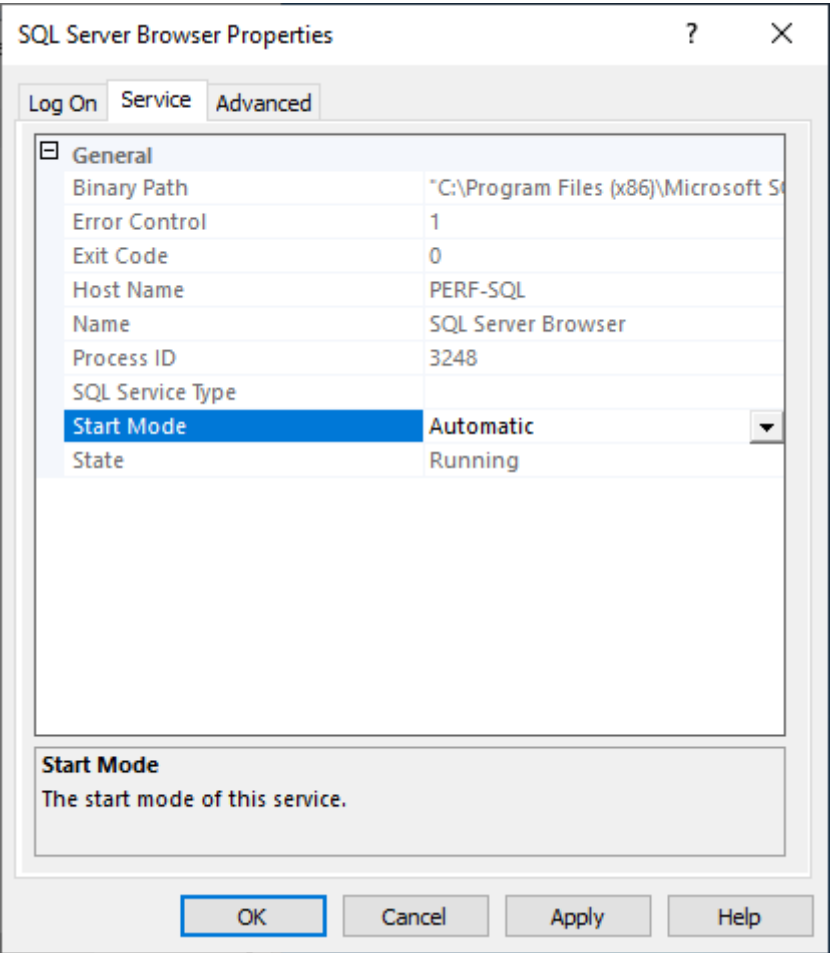 SQL Server Browser Properties
Log On Service Advanced
General
Binary Path "C:\Program Files (x86)\Microsoft
Error Control 1
Exit Code 0
Host Name PERF-SQL
Name SQL Server Browser
Process ID 3248
SQL Service Type
Start Mode Automatic
State Running
Start Mode
The start mode of this service.
OK Cancel Apply Help